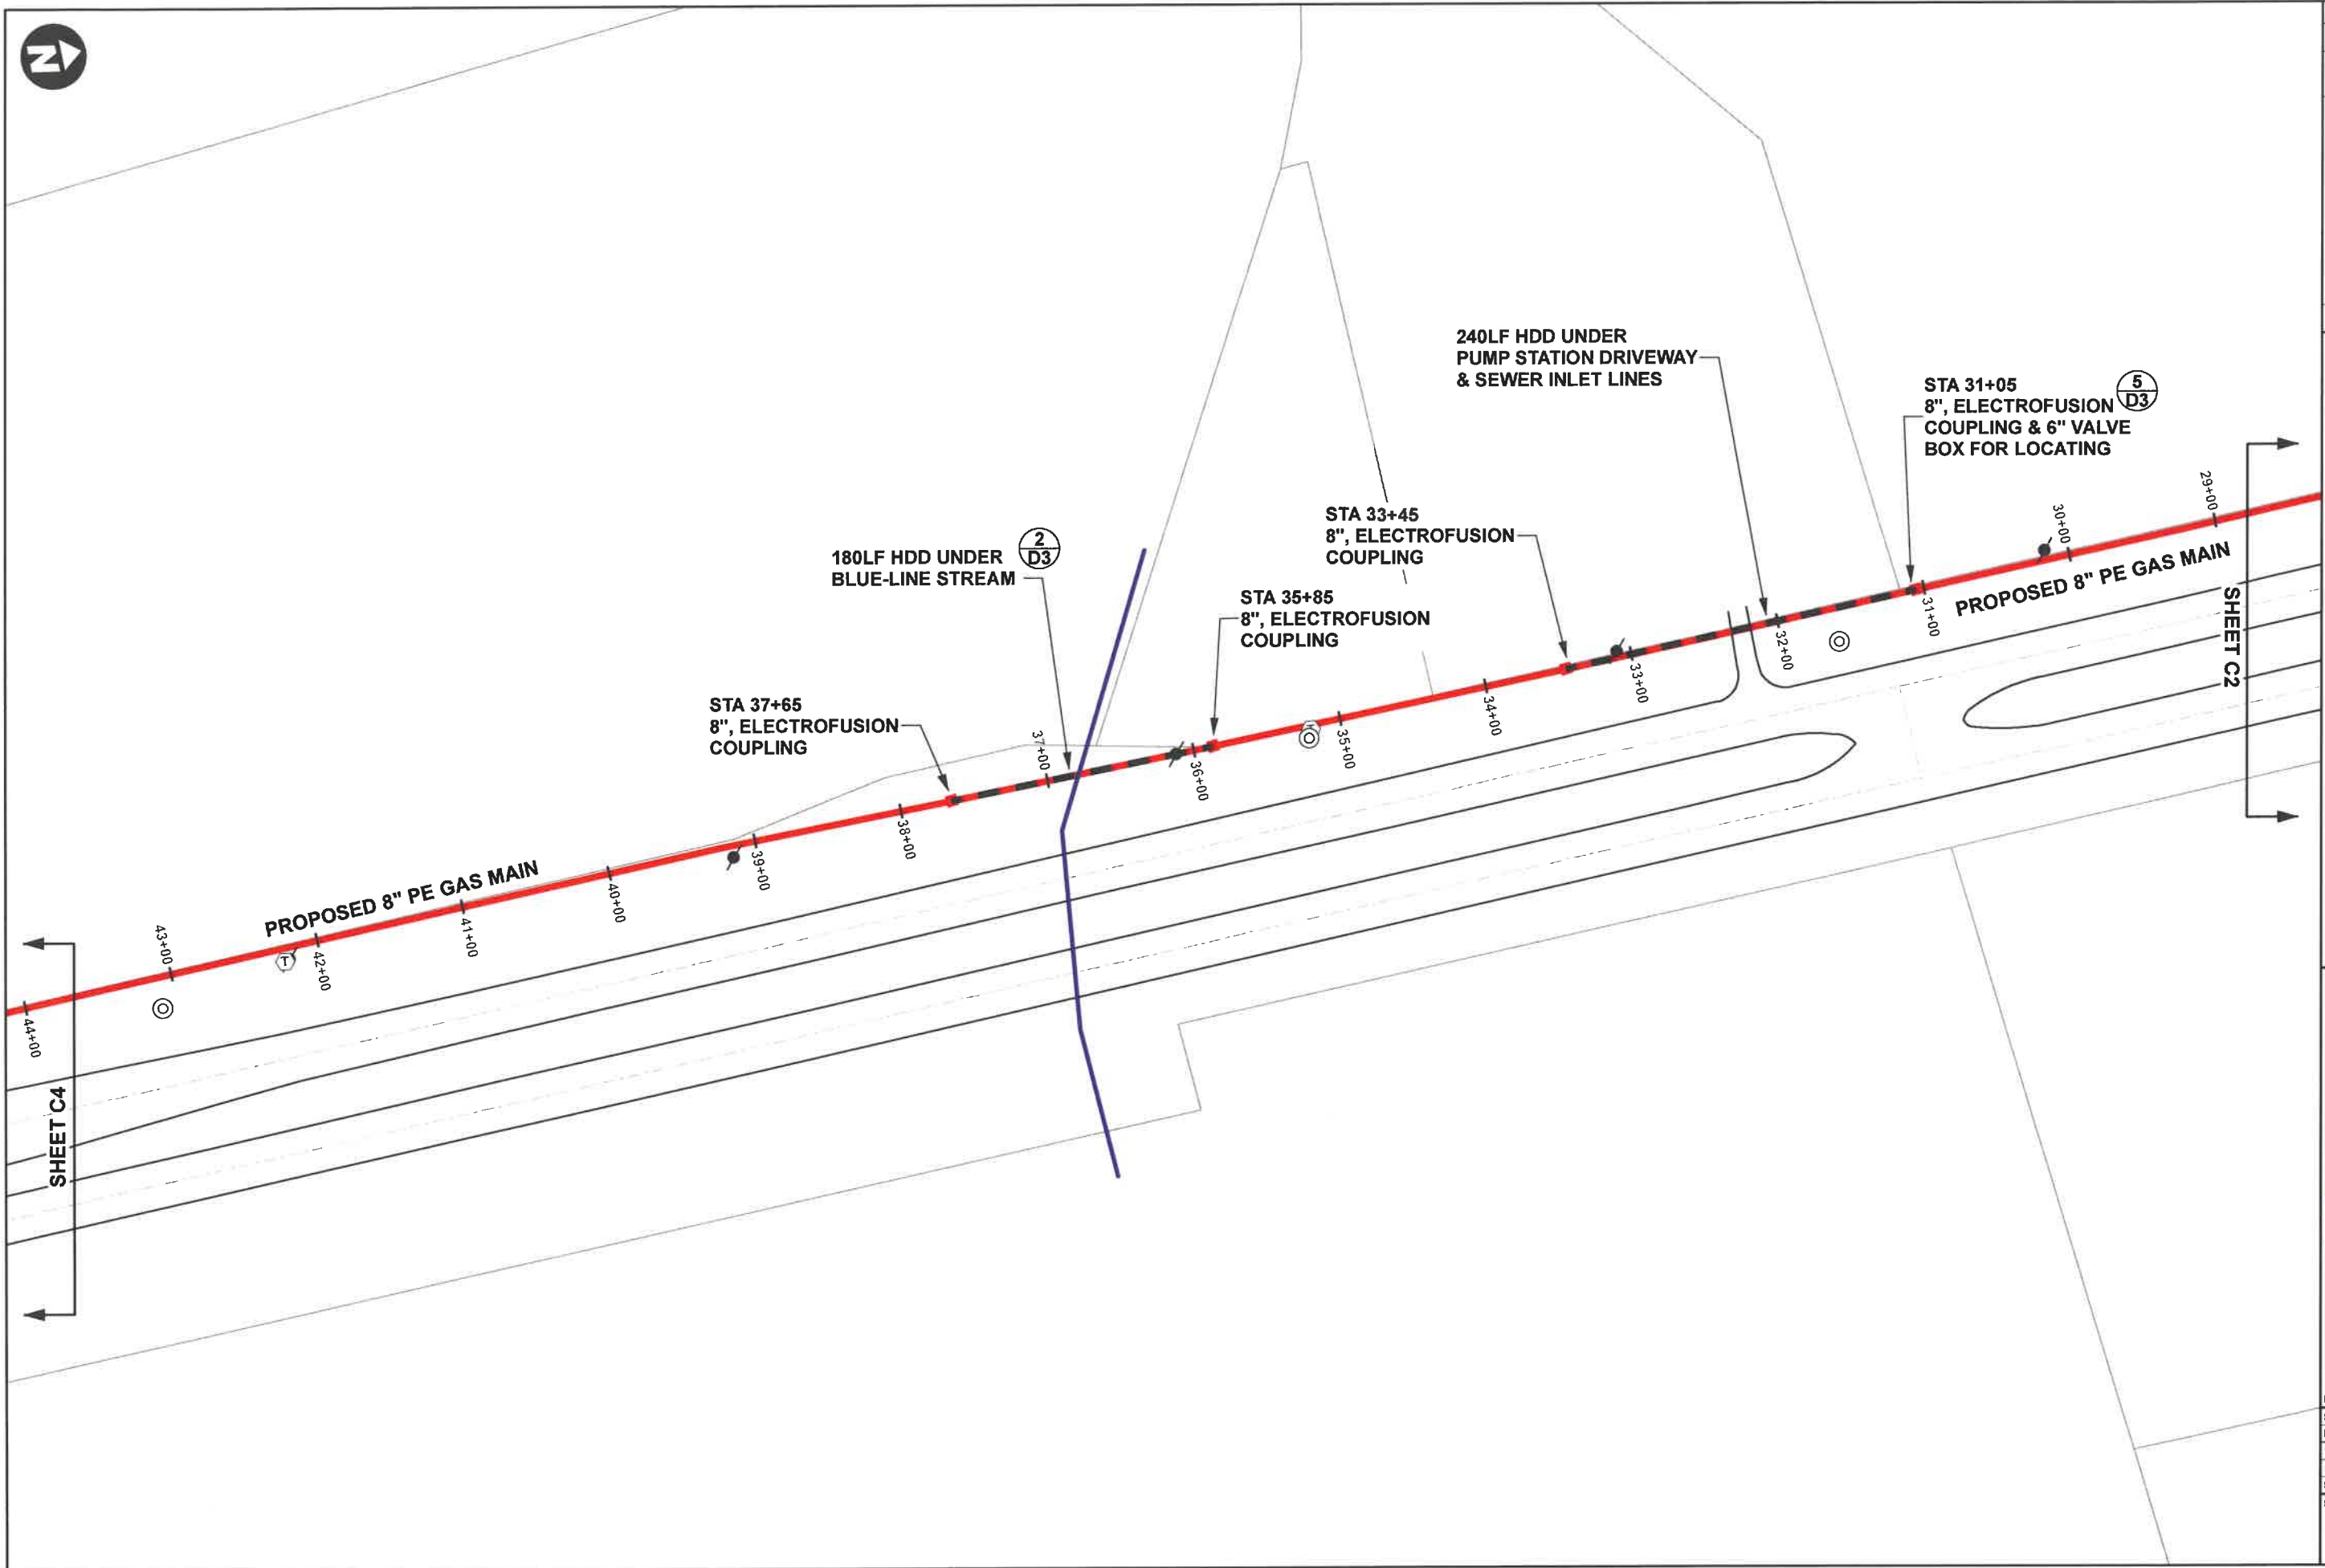 N
240LF HDD UNDER
PUMP STATION DRIVEWAY
& SEWER INLET LINES
STA 31+05
8", ELECTROFUSION
COUPLING & 6" VALVE
BOX FOR LOCATING
5
D3
STA 33+45
8", ELECTROFUSION
COUPLING
180LF HDD UNDER
BLUE-LINE STREAM
2
D3
STA 35+85
8", ELECTROFUSION
COUPLING
STA 37+65
8", ELECTROFUSION
COUPLING
29+00
30+00
PROPOSED 8" PE GAS MAIN
31+00
32+00
33+00
34+00
35+00
36+00
37+00
38+00
39+00
40+00
41+00
42+00
43+00
44+00
PROPOSED 8" PE GAS MAIN
T
SHEET C2
SHEET C4